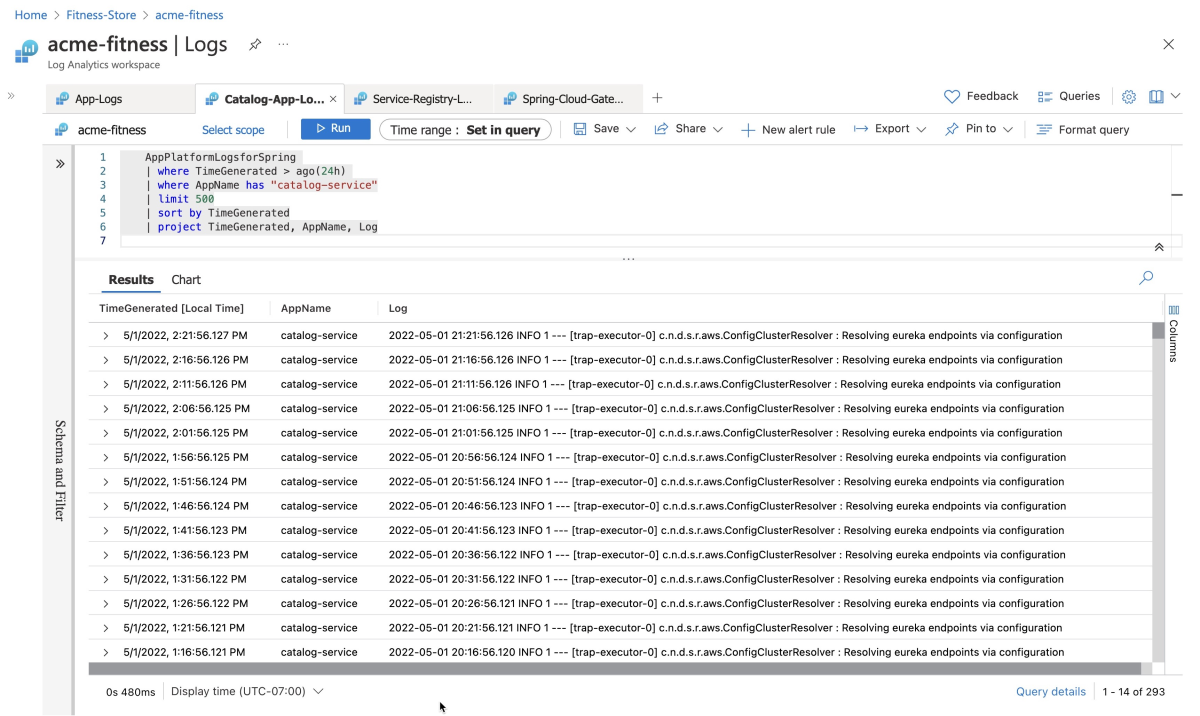 Home > Fitness-Store > acme-fitness
acme-fitness | Logs ...
Log Analytics workspace
App-Logs Catalog-App-Lo... × Service-Registry-L... Spring-Cloud-Gate... + Feedback Queries
acme-fitness Select scope Run Time range : Set in query Save Share New alert rule Export Pin to Format query
1 AppPlatformLogsforSpring
2 | where TimeGenerated > ago(24h)
3 | where AppName has "catalog-service"
4 | limit 500
5 | sort by TimeGenerated
6 | project TimeGenerated, AppName, Log
7
...
Results Chart
TimeGenerated [Local Time] AppName Log
5/1/2022, 2:21:56.127 PM catalog-service 2022-05-01 21:21:56.126 INFO 1 --- [trap-executor-0] c.n.d.s.r.aws.ConfigClusterResolver : Resolving eureka endpoints via configuration
5/1/2022, 2:16:56.126 PM catalog-service 2022-05-01 21:16:56.126 INFO 1 --- [trap-executor-0] c.n.d.s.r.aws.ConfigClusterResolver : Resolving eureka endpoints via configuration
5/1/2022, 2:11:56.126 PM catalog-service 2022-05-01 21:11:56.126 INFO 1 --- [trap-executor-0] c.n.d.s.r.aws.ConfigClusterResolver : Resolving eureka endpoints via configuration
5/1/2022, 2:06:56.125 PM catalog-service 2022-05-01 21:06:56.125 INFO 1 --- [trap-executor-0] c.n.d.s.r.aws.ConfigClusterResolver : Resolving eureka endpoints via configuration
5/1/2022, 2:01:56.125 PM catalog-service 2022-05-01 21:01:56.125 INFO 1 --- [trap-executor-0] c.n.d.s.r.aws.ConfigClusterResolver : Resolving eureka endpoints via configuration
5/1/2022, 1:56:56.125 PM catalog-service 2022-05-01 20:56:56.124 INFO 1 --- [trap-executor-0] c.n.d.s.r.aws.ConfigClusterResolver : Resolving eureka endpoints via configuration
5/1/2022, 1:51:56.124 PM catalog-service 2022-05-01 20:51:56.124 INFO 1 --- [trap-executor-0] c.n.d.s.r.aws.ConfigClusterResolver : Resolving eureka endpoints via configuration
5/1/2022, 1:46:56.124 PM catalog-service 2022-05-01 20:46:56.123 INFO 1 --- [trap-executor-0] c.n.d.s.r.aws.ConfigClusterResolver : Resolving eureka endpoints via configuration
5/1/2022, 1:41:56.123 PM catalog-service 2022-05-01 20:41:56.123 INFO 1 --- [trap-executor-0] c.n.d.s.r.aws.ConfigClusterResolver : Resolving eureka endpoints via configuration
5/1/2022, 1:36:56.123 PM catalog-service 2022-05-01 20:36:56.122 INFO 1 --- [trap-executor-0] c.n.d.s.r.aws.ConfigClusterResolver : Resolving eureka endpoints via configuration
5/1/2022, 1:31:56.122 PM catalog-service 2022-05-01 20:31:56.122 INFO 1 --- [trap-executor-0] c.n.d.s.r.aws.ConfigClusterResolver : Resolving eureka endpoints via configuration
5/1/2022, 1:26:56.122 PM catalog-service 2022-05-01 20:26:56.121 INFO 1 --- [trap-executor-0] c.n.d.s.r.aws.ConfigClusterResolver : Resolving eureka endpoints via configuration
5/1/2022, 1:21:56.121 PM catalog-service 2022-05-01 20:21:56.121 INFO 1 --- [trap-executor-0] c.n.d.s.r.aws.ConfigClusterResolver : Resolving eureka endpoints via configuration
5/1/2022, 1:16:56.121 PM catalog-service 2022-05-01 20:16:56.120 INFO 1 --- [trap-executor-0] c.n.d.s.r.aws.ConfigClusterResolver : Resolving eureka endpoints via configuration
Schema and Filter
Columns
0s 480ms Display time (UTC-07:00) Query details 1 - 14 of 293